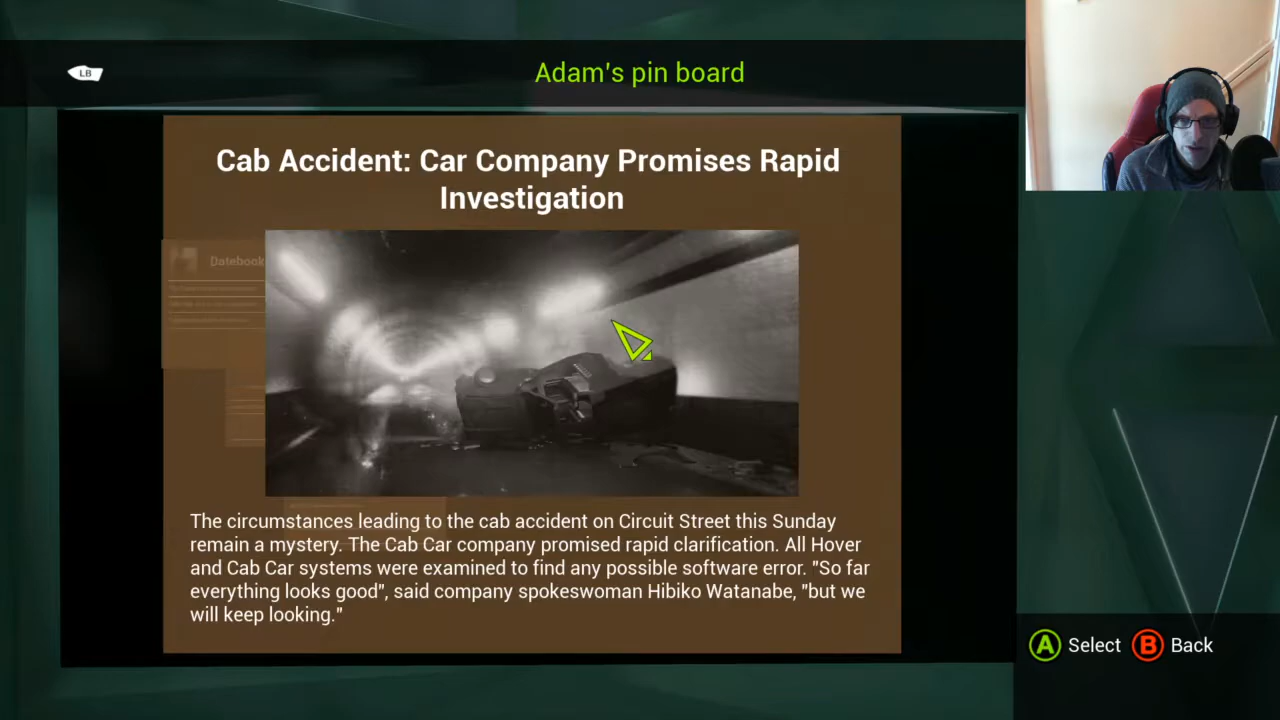 LB
Adam's pin board
Cab Accident: Car Company Promises Rapid
Investigation
Datebook
The circumstances leading to the cab accident on Circuit Street this Sunday
remain a mystery. The Cab Car company promised rapid clarification. All Hover
and Cab Car systems were examined to find any possible software error. "So far
everything looks good", said company spokeswoman Hibiko Watanabe, "but we
will keep looking."
A Select B Back